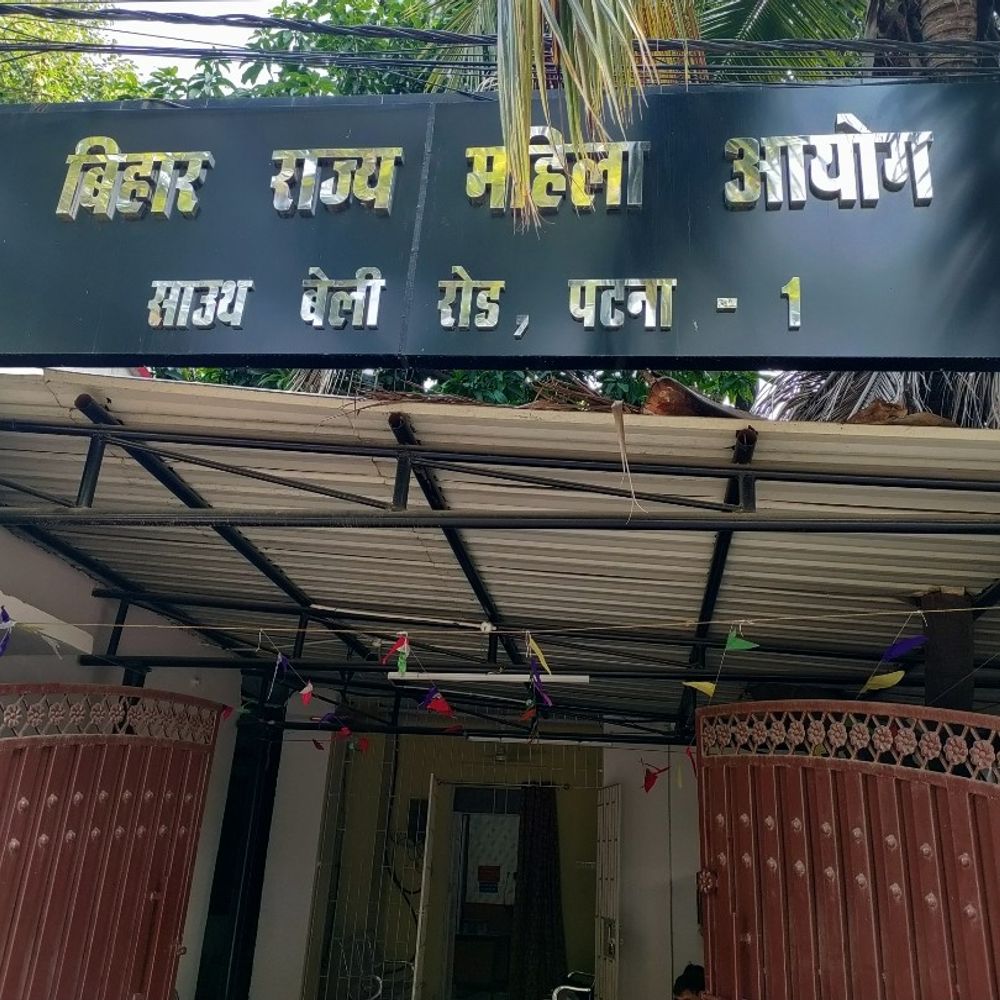 बिहार राज्य महिला आयोग
साउथ बेली रोड, पटना - 1